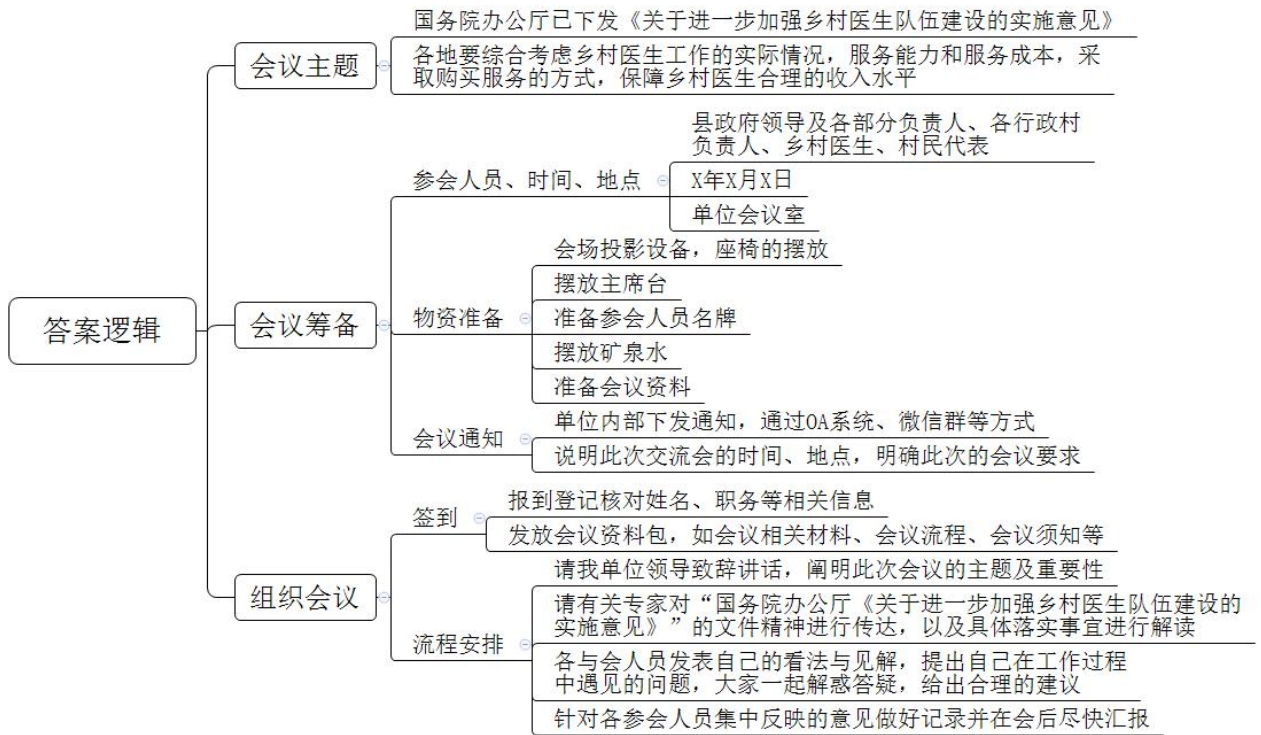 答案逻辑
会议主题
国务院办公厅已下发《关于进一步加强乡村医生队伍建设的实施意见》
各地要综合考虑乡村医生工作的实际情况，服务能力和服务成本，采
取购买服务的方式，保障乡村医生合理的收入水平
会议筹备
参会人员、时间、地点
县政府领导及各部分负责人、各行政村
负责人、乡村医生、村民代表
X年X月X日
单位会议室
物资准备
会场投影设备，座椅的摆放
摆放主席台
准备参会人员名牌
摆放矿泉水
准备会议资料
会议通知
单位内部下发通知，通过OA系统、微信群等方式
说明此次交流会的时间、地点，明确此次的会议要求
组织会议
签到
报到登记核对姓名、职务等相关信息
发放会议资料包，如会议相关材料、会议流程、会议须知等
流程安排
请我单位领导致辞讲话，阐明此次会议的主题及重要性
请有关专家对“国务院办公厅《关于进一步加强乡村医生队伍建设的
实施意见》”的文件精神进行传达，以及具体落实事宜进行解读
各与会人员发表自己的看法与见解，提出自己在工作过程
中遇见的问题，大家一起解惑答疑，给出合理的建议
针对各参会人员集中反映的意见做好记录并在会后尽快汇报